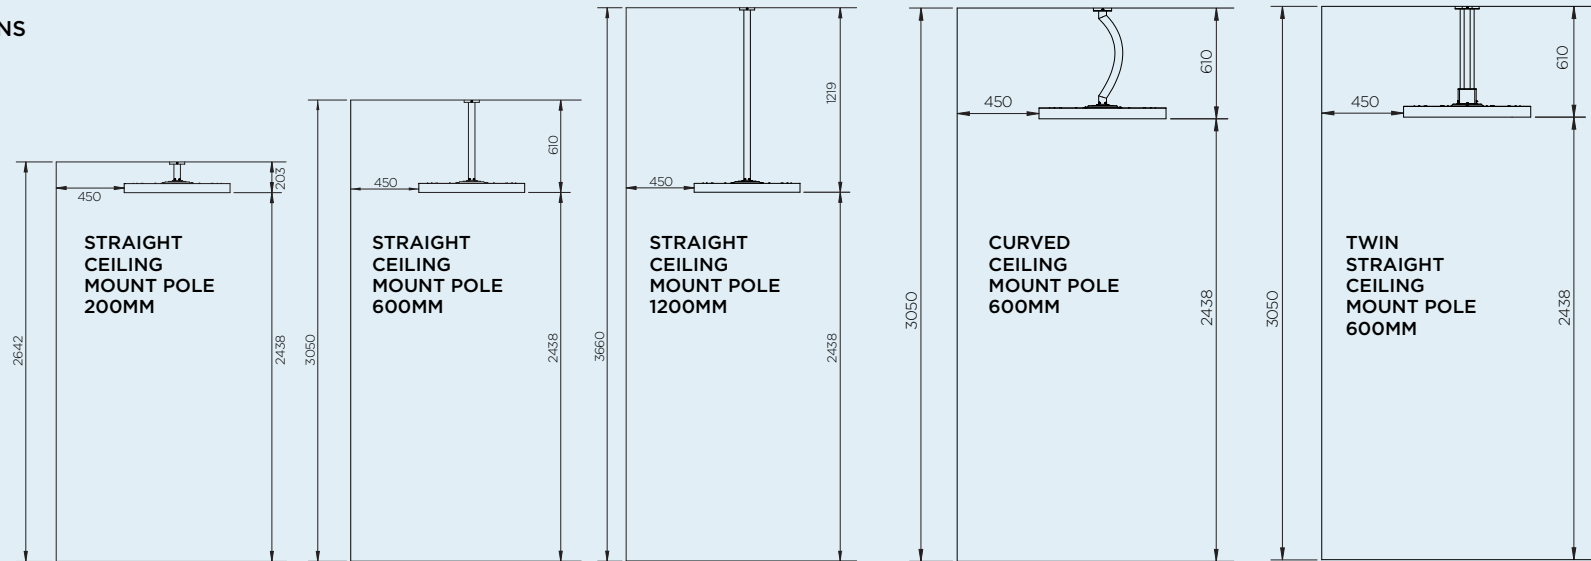 NS
2642
450
203
2438
STRAIGHT
CEILING
MOUNT POLE
200MM
3050
450
610
2438
STRAIGHT
CEILING
MOUNT POLE
600MM
3660
450
1219
2438
STRAIGHT
CEILING
MOUNT POLE
1200MM
3050
450
610
2438
CURVED
CEILING
MOUNT POLE
600MM
3050
450
610
2438
TWIN
STRAIGHT
CEILING
MOUNT POLE
600MM